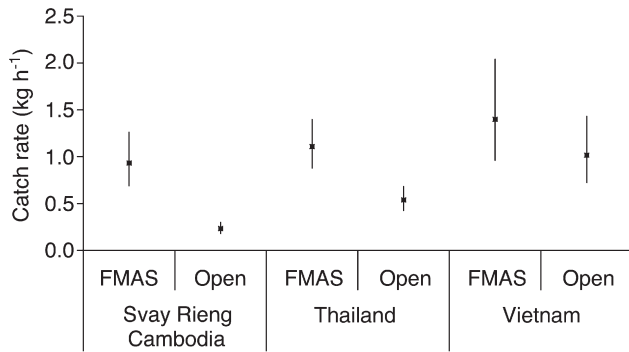 2.5
2.0
1.5
1.0
0.5
0.0
Catch rate (kg h⁻¹)
FMAS Open FMAS Open FMAS Open
Svay Rieng Thailand Vietnam
Cambodia